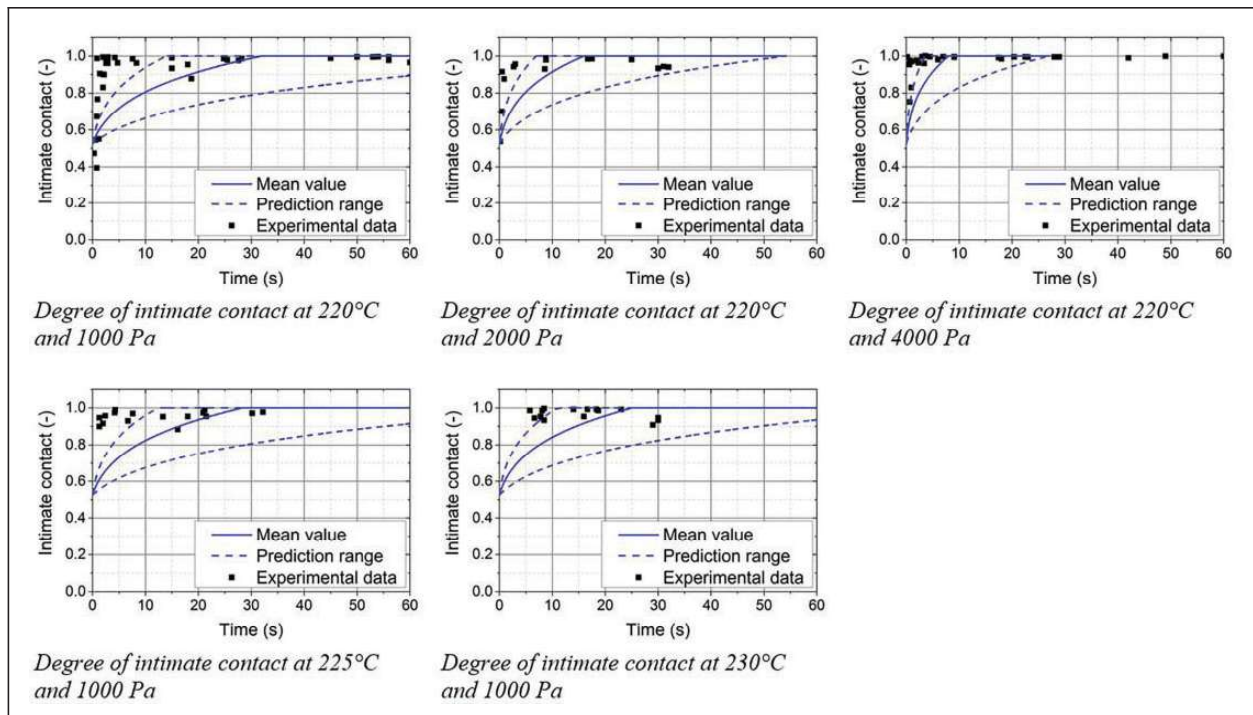 Intimate contact (-)
1.0
0.8
0.6
0.4
0.2
0.0
Mean value
Prediction range
Experimental data
0 10 20 30 40 50 60
Time (s)
Degree of intimate contact at 220°C
and 1000 Pa
Intimate contact (-)
1.0
0.8
0.6
0.4
0.2
0.0
Mean value
Prediction range
Experimental data
0 10 20 30 40 50 60
Time (s)
Degree of intimate contact at 220°C
and 2000 Pa
Intimate contact (-)
1.0
0.8
0.6
0.4
0.2
0.0
Mean value
Prediction range
Experimental data
0 10 20 30 40 50 60
Time (s)
Degree of intimate contact at 220°C
and 4000 Pa
Intimate contact (-)
1.0
0.8
0.6
0.4
0.2
0.0
Mean value
Prediction range
Experimental data
0 10 20 30 40 50 60
Time (s)
Degree of intimate contact at 225°C
and 1000 Pa
Intimate contact (-)
1.0
0.8
0.6
0.4
0.2
0.0
Mean value
Prediction range
Experimental data
0 10 20 30 40 50 60
Time (s)
Degree of intimate contact at 230°C
and 1000 Pa